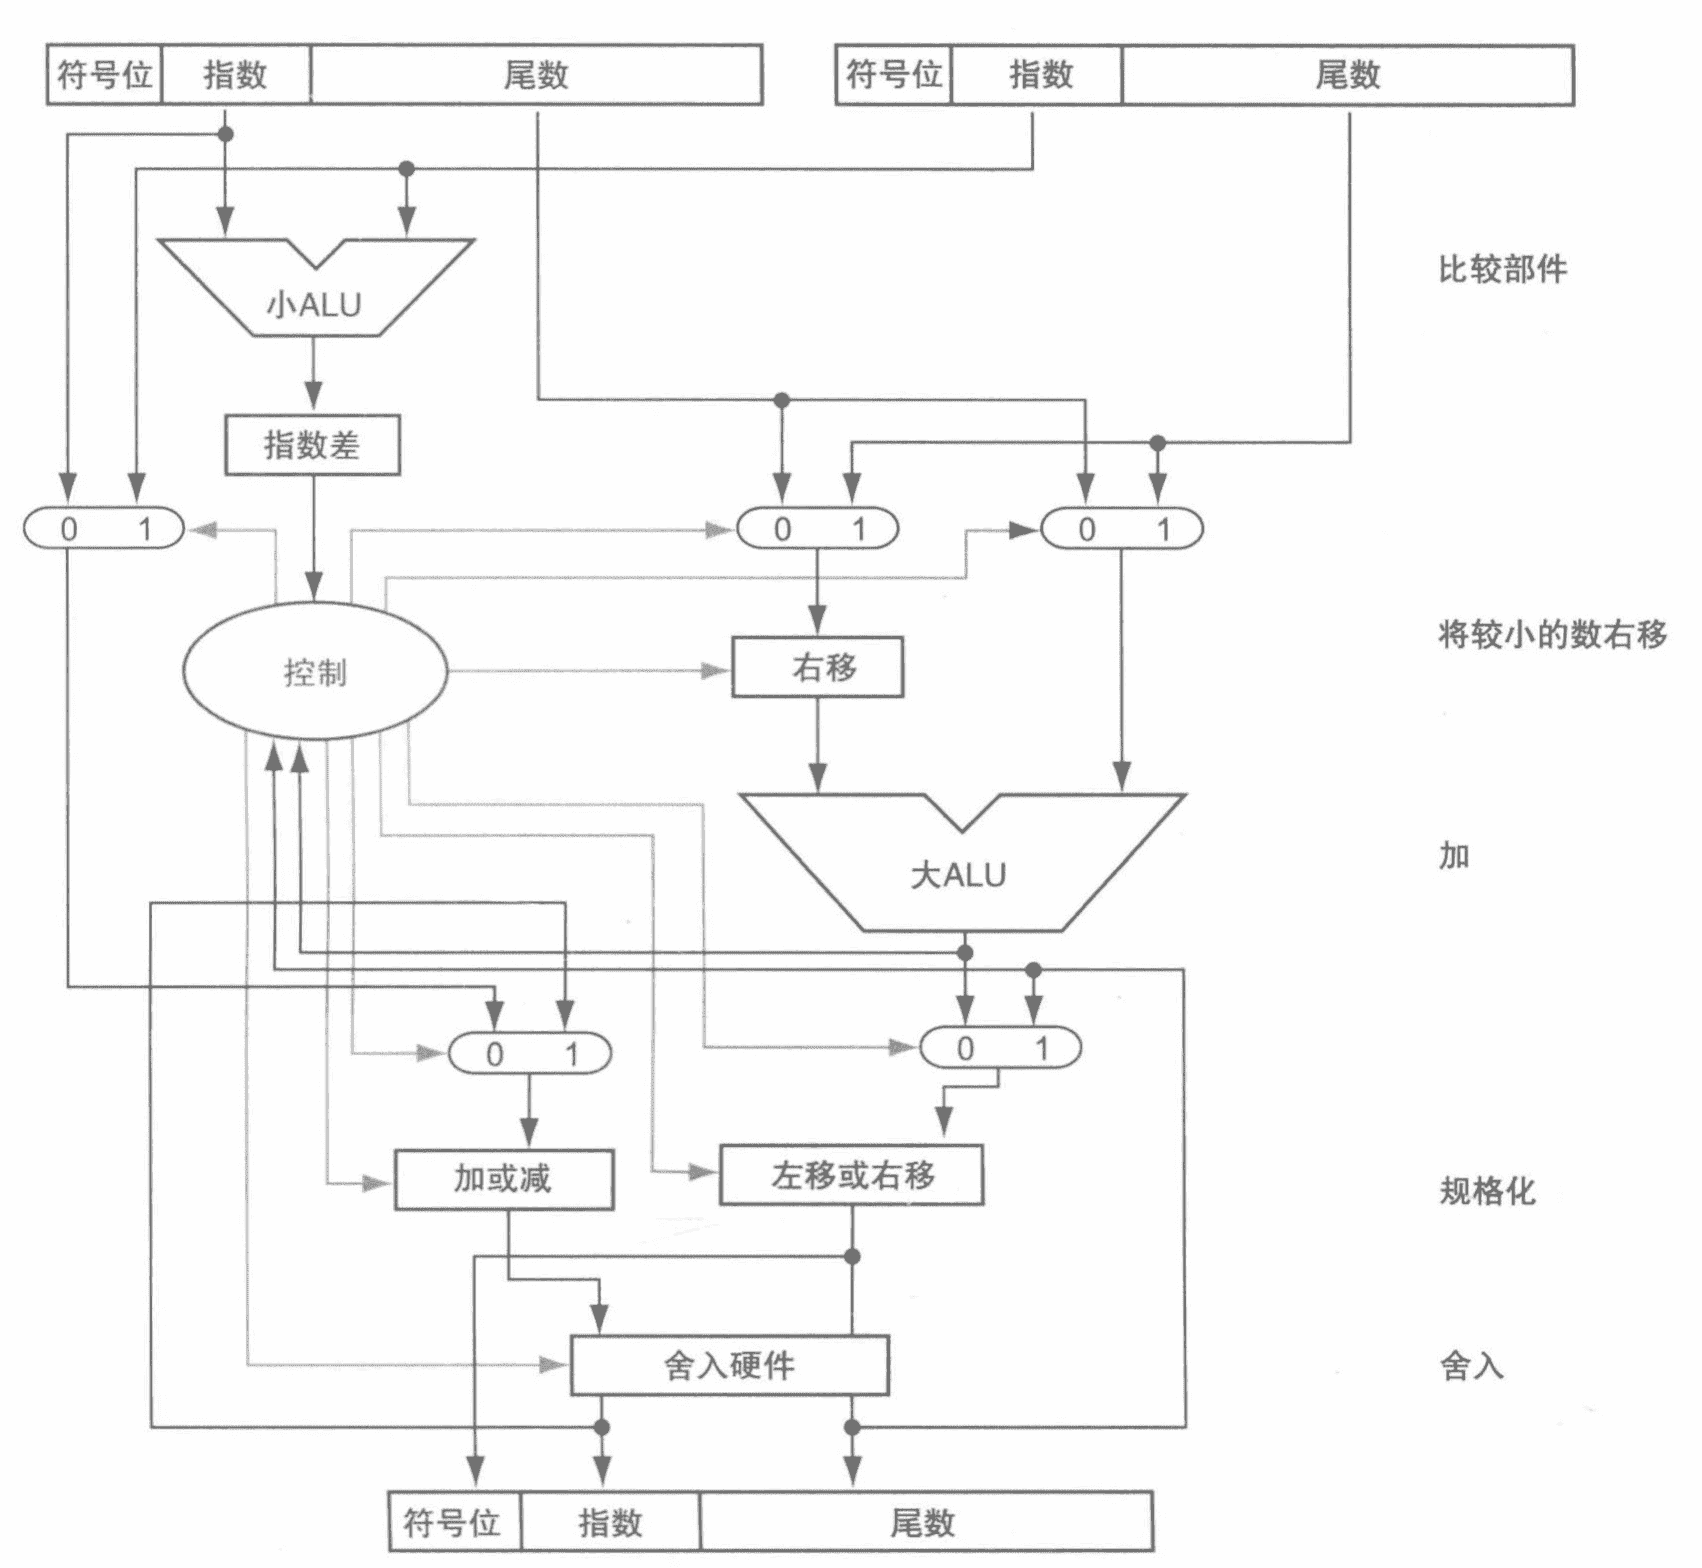 符号位 指数 尾数 符号位 指数 尾数
比较部件
小ALU
指数差
0 1 0 1 0 1
将较小的数右移
控制 右移
加
大ALU
0 1 0 1
加或减 左移或右移 规格化
舍入硬件 舍入
符号位 指数 尾数